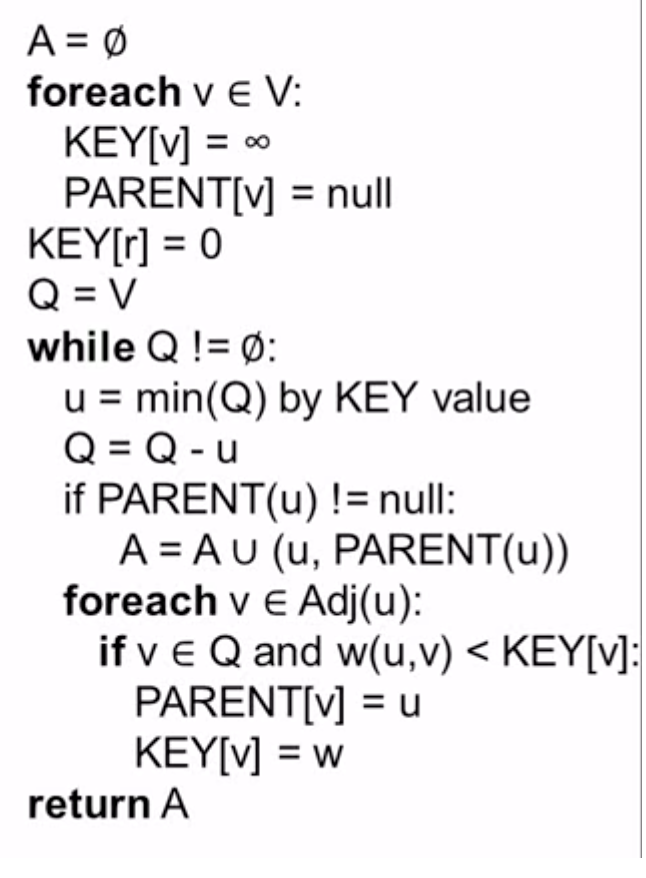 A = ∅
foreach v ∈ V:
KEY[v] = ∞
PARENT[v] = null
KEY[r] = 0
Q = V
while Q != ∅:
u = min(Q) by KEY value
Q = Q - u
if PARENT(u) != null:
A = A ∪ (u, PARENT(u))
foreach v ∈ Adj(u):
if v ∈ Q and w(u,v) < KEY[v]:
PARENT[v] = u
KEY[v] = w
return A